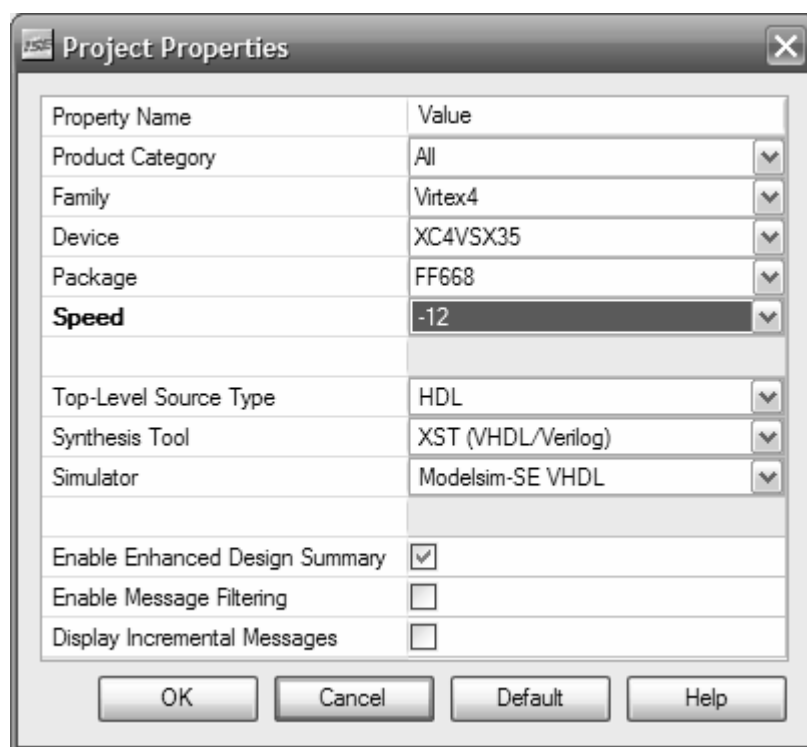 ISE Project Properties
Property Name Value
Product Category All
Family Virtex4
Device XC4VSX35
Package FF668
Speed -12
Top-Level Source Type HDL
Synthesis Tool XST (VHDL/Verilog)
Simulator Modelsim-SE VHDL
Enable Enhanced Design Summary
Enable Message Filtering
Display Incremental Messages
OK Cancel Default Help